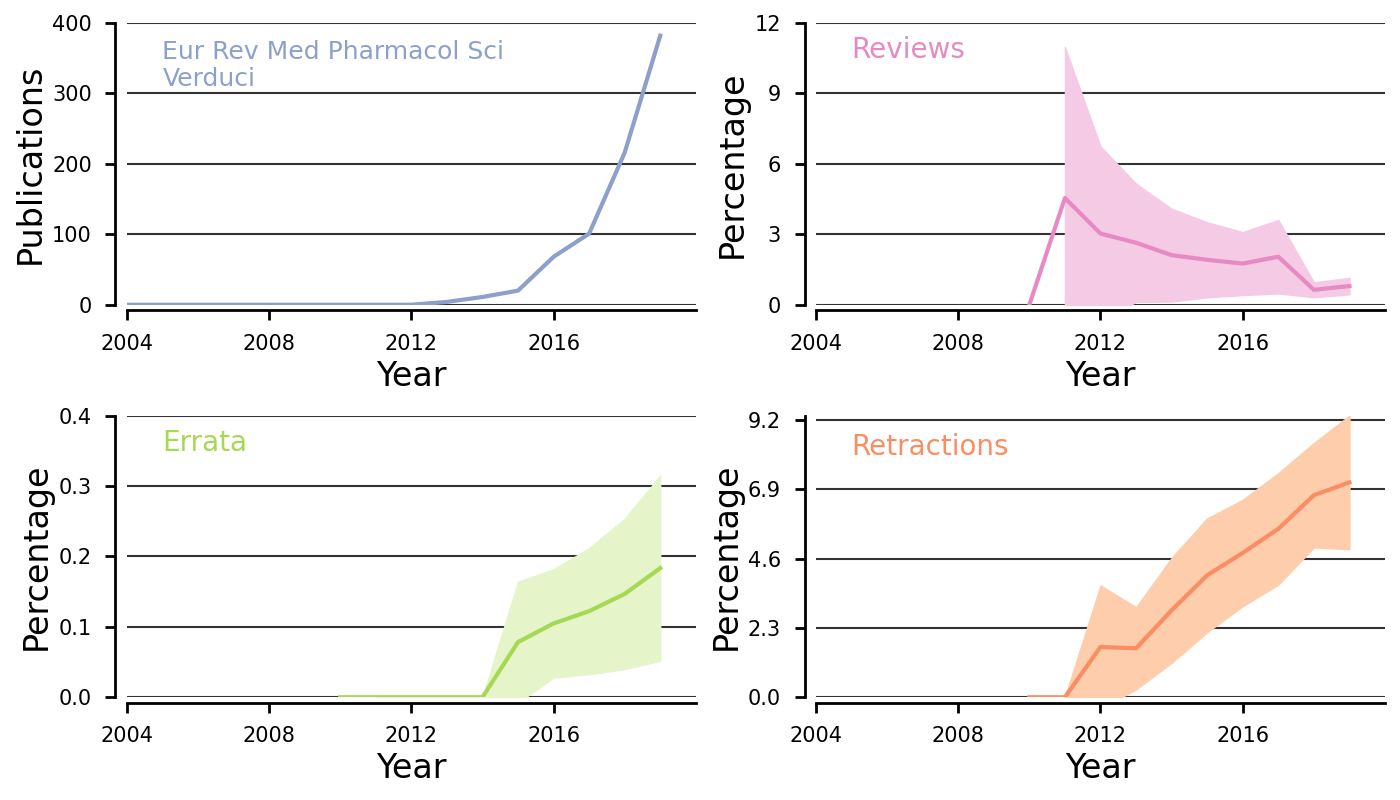 400
300
200
100
0
Publications
Eur Rev Med Pharmacol Sci
Verduci
2004 2008 2012 2016
Year
12
9
6
3
0
Percentage
Reviews
2004 2008 2012 2016
Year
0.4
0.3
0.2
0.1
0.0
Percentage
Errata
2004 2008 2012 2016
Year
9.2
6.9
4.6
2.3
0.0
Percentage
Retractions
2004 2008 2012 2016
Year